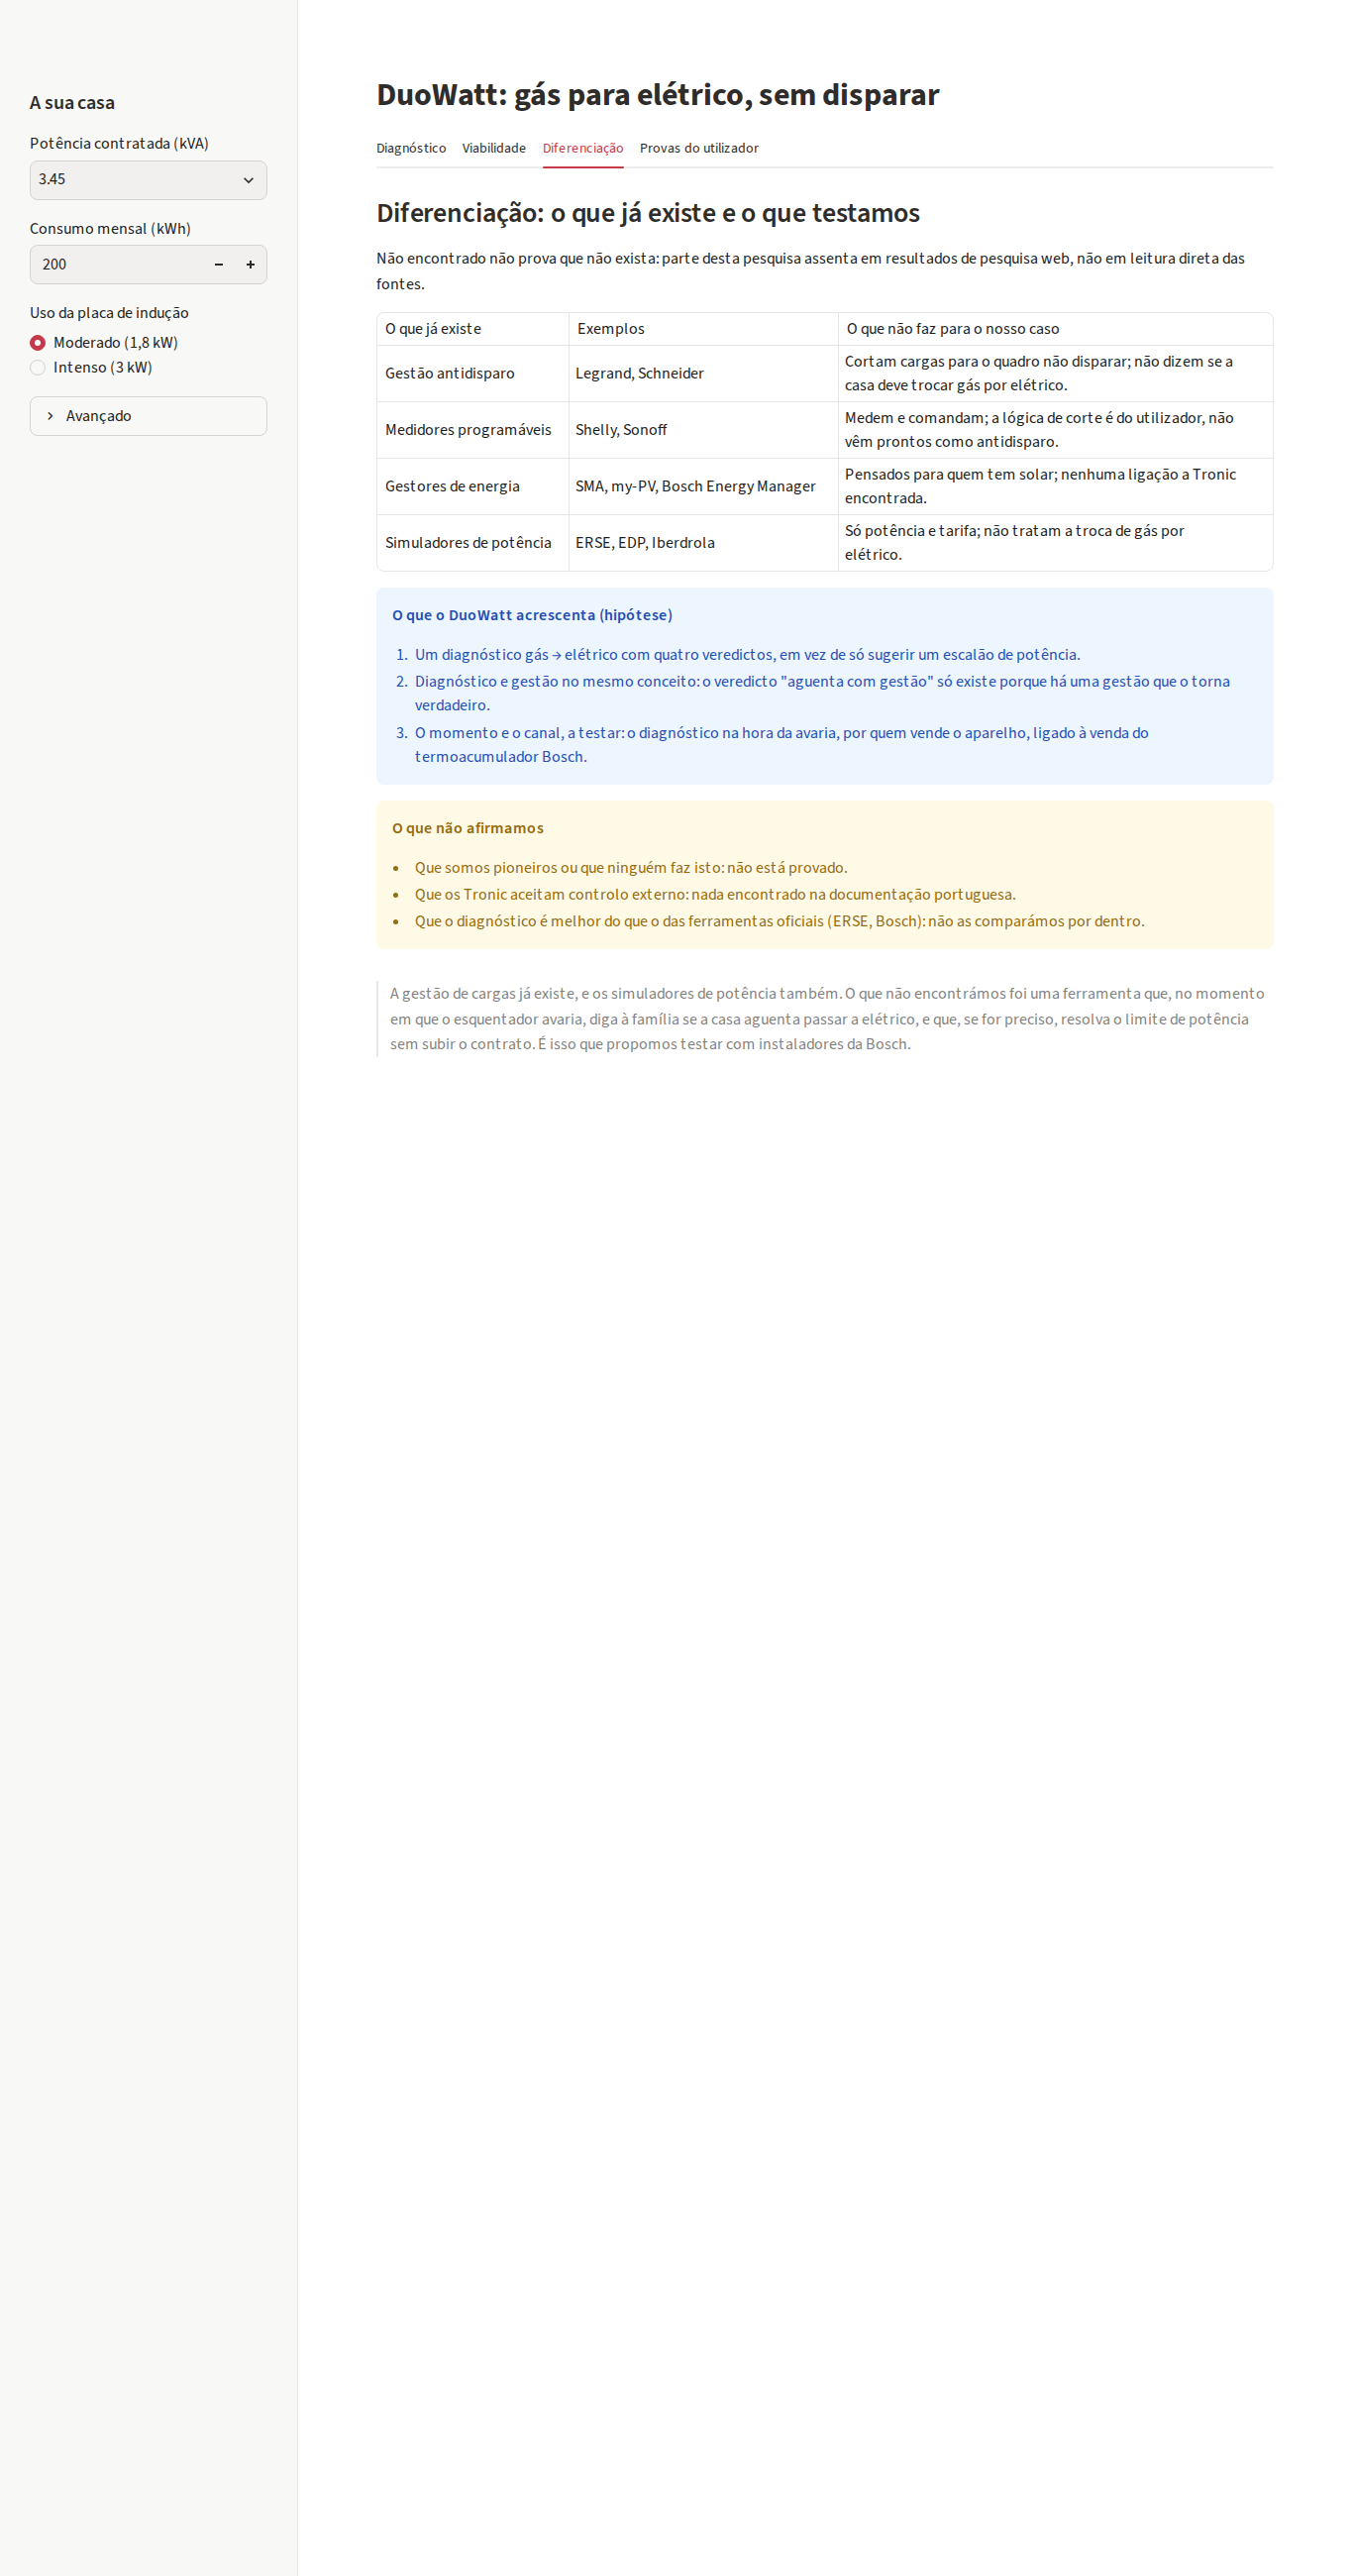 A sua casa
Potência contratada (kVA)
3.45
Consumo mensal (kWh)
200
Uso da placa de indução
Moderado (1,8 kW)
Intenso (3 kW)
Avançado
DuoWatt: gás para elétrico, sem disparar
Diagnóstico Viabilidade Diferenciação Provas do utilizador
Diferenciação: o que já existe e o que testamos
Não encontrado não prova que não exista: parte desta pesquisa assenta em resultados de pesquisa web, não em leitura direta das
fontes.
O que já existe Exemplos O que não faz para o nosso caso
Gestão antidisparo Legrand, Schneider Cortam cargas para o quadro não disparar; não dizem se a
casa deve trocar gás por elétrico.
Medidores programáveis Shelly, Sonoff Medem e comandam; a lógica de corte é do utilizador, não
vêm prontos como antidisparo.
Gestores de energia SMA, my-PV, Bosch Energy Manager Pensados para quem tem solar; nenhuma ligação a Tronic
encontrada.
Simuladores de potência ERSE, EDP, Iberdrola Só potência e tarifa; não tratam a troca de gás por
elétrico.
O que o DuoWatt acrescenta (hipótese)
1. Um diagnóstico gás → elétrico com quatro veredictos, em vez de só sugerir um escalão de potência.
2. Diagnóstico e gestão no mesmo conceito: o veredicto "aguenta com gestão" só existe porque há uma gestão que o torna
verdadeiro.
3. O momento e o canal, a testar: o diagnóstico na hora da avaria, por quem vende o aparelho, ligado à venda do
termoacumulador Bosch.
O que não afirmamos
• Que somos pioneiros ou que ninguém faz isto: não está provado.
• Que os Tronic aceitam controlo externo: nada encontrado na documentação portuguesa.
• Que o diagnóstico é melhor do que o das ferramentas oficiais (ERSE, Bosch): não as comparámos por dentro.
A gestão de cargas já existe, e os simuladores de potência também. O que não encontrámos foi uma ferramenta que, no momento
em que o esquentador avaria, diga à família se a casa aguenta passar a elétrico, e que, se for preciso, resolva o limite de potência
sem subir o contrato. É isso que propomos testar com instaladores da Bosch.